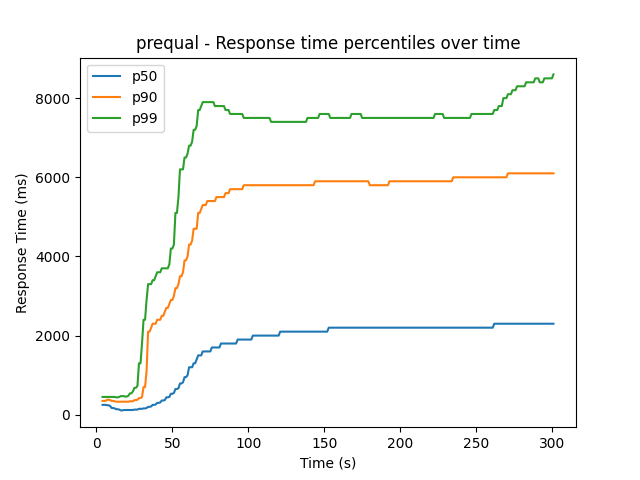 prequal - Response time percentiles over time
p50
p90
p99
8000
6000
4000
2000
0
Response Time (ms)
0 50 100 150 200 250 300
Time (s)